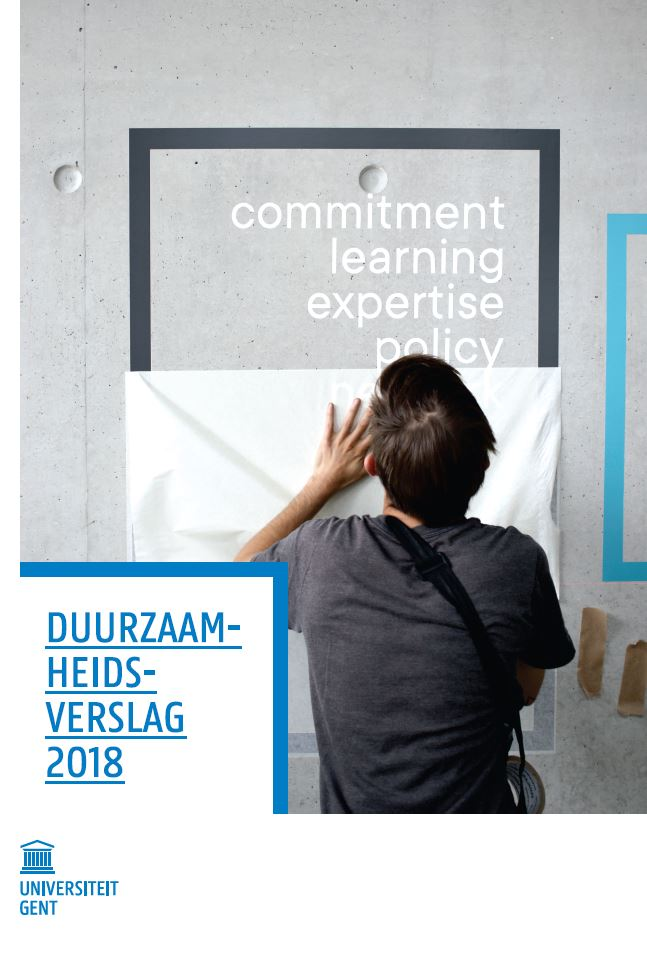 commitment
learning
expertise
policy
DUURZAAM-
HEIDS-
VERSLAG
2018
UNIVERSITEIT
GENT